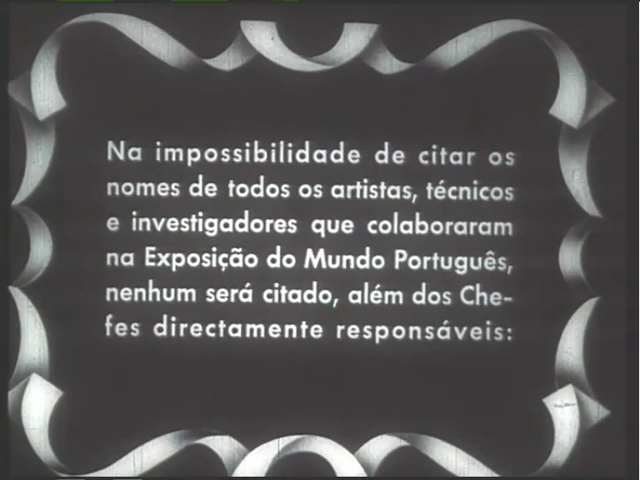 Na impossibilidade de citar os
nomes de todos os artistas, técnicos
e investigadores que colaboraram
na Exposição do Mundo Português,
nenhum será citado, além dos Che-
fes directamente responsáveis: